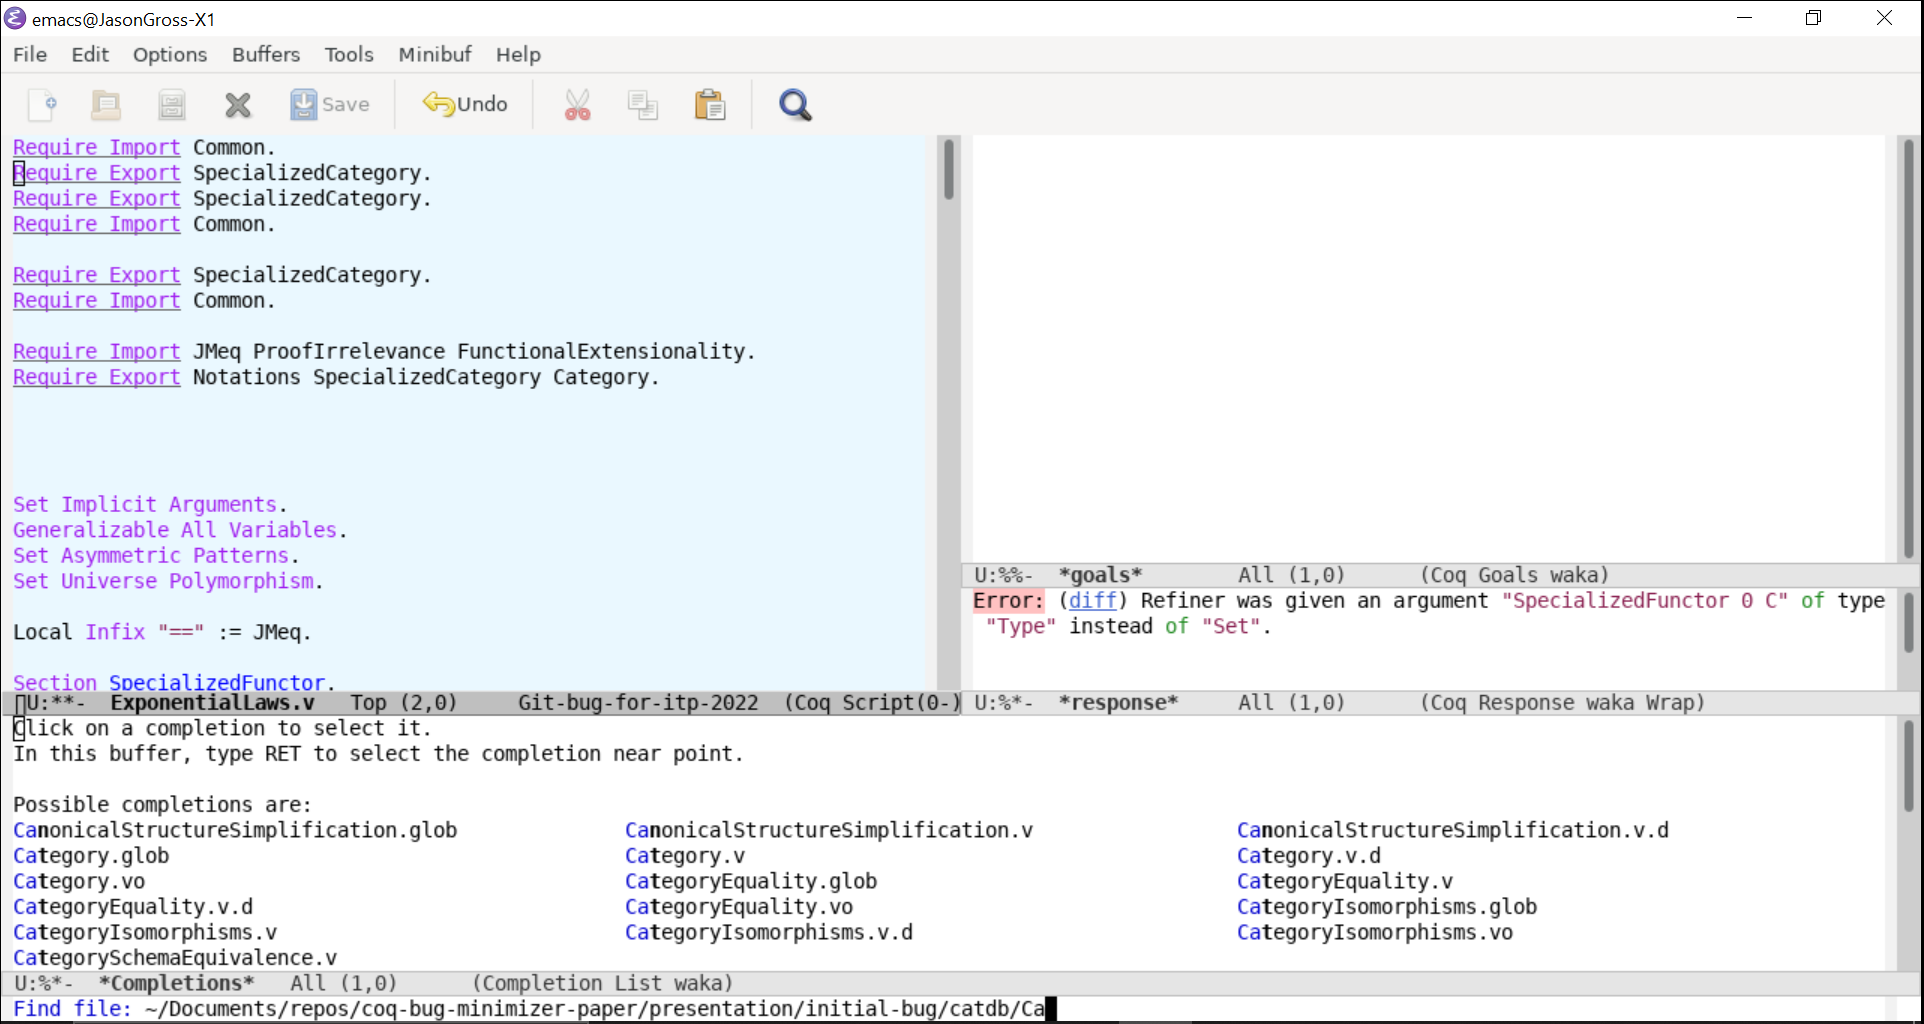 emacs@JasonGross-X1
File Edit Options Buffers Tools Minibuf Help
Save Undo
Require Import Common.
Require Export SpecializedCategory.
Require Export SpecializedCategory.
Require Import Common.
Require Export SpecializedCategory.
Require Import Common.
Require Import JMeq ProofIrrelevance FunctionalExtensionality.
Require Export Notations SpecializedCategory Category.
Set Implicit Arguments.
Generalizable All Variables.
Set Asymmetric Patterns.
Set Universe Polymorphism.
Local Infix "==" := JMeq.
Section SpecializedFunctor.
U:**-  ExponentialLaws.v   Top (2,0)     Git-bug-for-itp-2022  (Coq Script(0-)
U:%%-  *goals*        All (1,0)      (Coq Goals waka)
Error: (diff) Refiner was given an argument "SpecializedFunctor 0 C" of type
"Type" instead of "Set".
U:%*-  *response*     All (1,0)      (Coq Response waka Wrap)
Click on a completion to select it.
In this buffer, type RET to select the completion near point.
Possible completions are:
CanonicalStructureSimplification.glob CanonicalStructureSimplification.v CanonicalStructureSimplification.v.d
Category.glob Category.v Category.v.d
Category.vo CategoryEquality.glob CategoryEquality.v
CategoryEquality.v.d CategoryEquality.vo CategoryIsomorphisms.glob
CategoryIsomorphisms.v CategoryIsomorphisms.v.d CategoryIsomorphisms.vo
CategorySchemaEquivalence.v
U:%*-  *Completions*   All (1,0)      (Completion List waka)
Find file: ~/Documents/repos/coq-bug-minimizer-paper/presentation/initial-bug/catdb/Ca